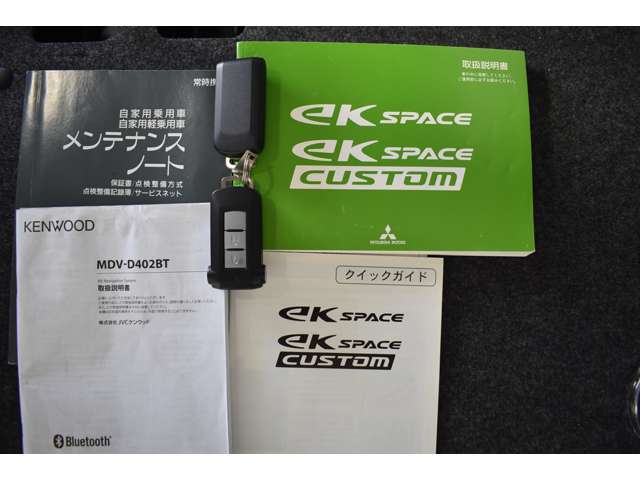 常時携
自家用乗用車
自家用軽乗用車
メンテナンス
ノート
保証書/点検整備方式
点検整備記録簿/サービスネット
取扱説明書
eK SPACE
eK SPACE
CUSTOM
MITSUBISHI MOTORS
KENWOOD
MDV-D402BT
取扱説明書
株式会社 JVCケンウッド
Bluetooth
クイックガイド
eK SPACE
eK SPACE
CUSTOM